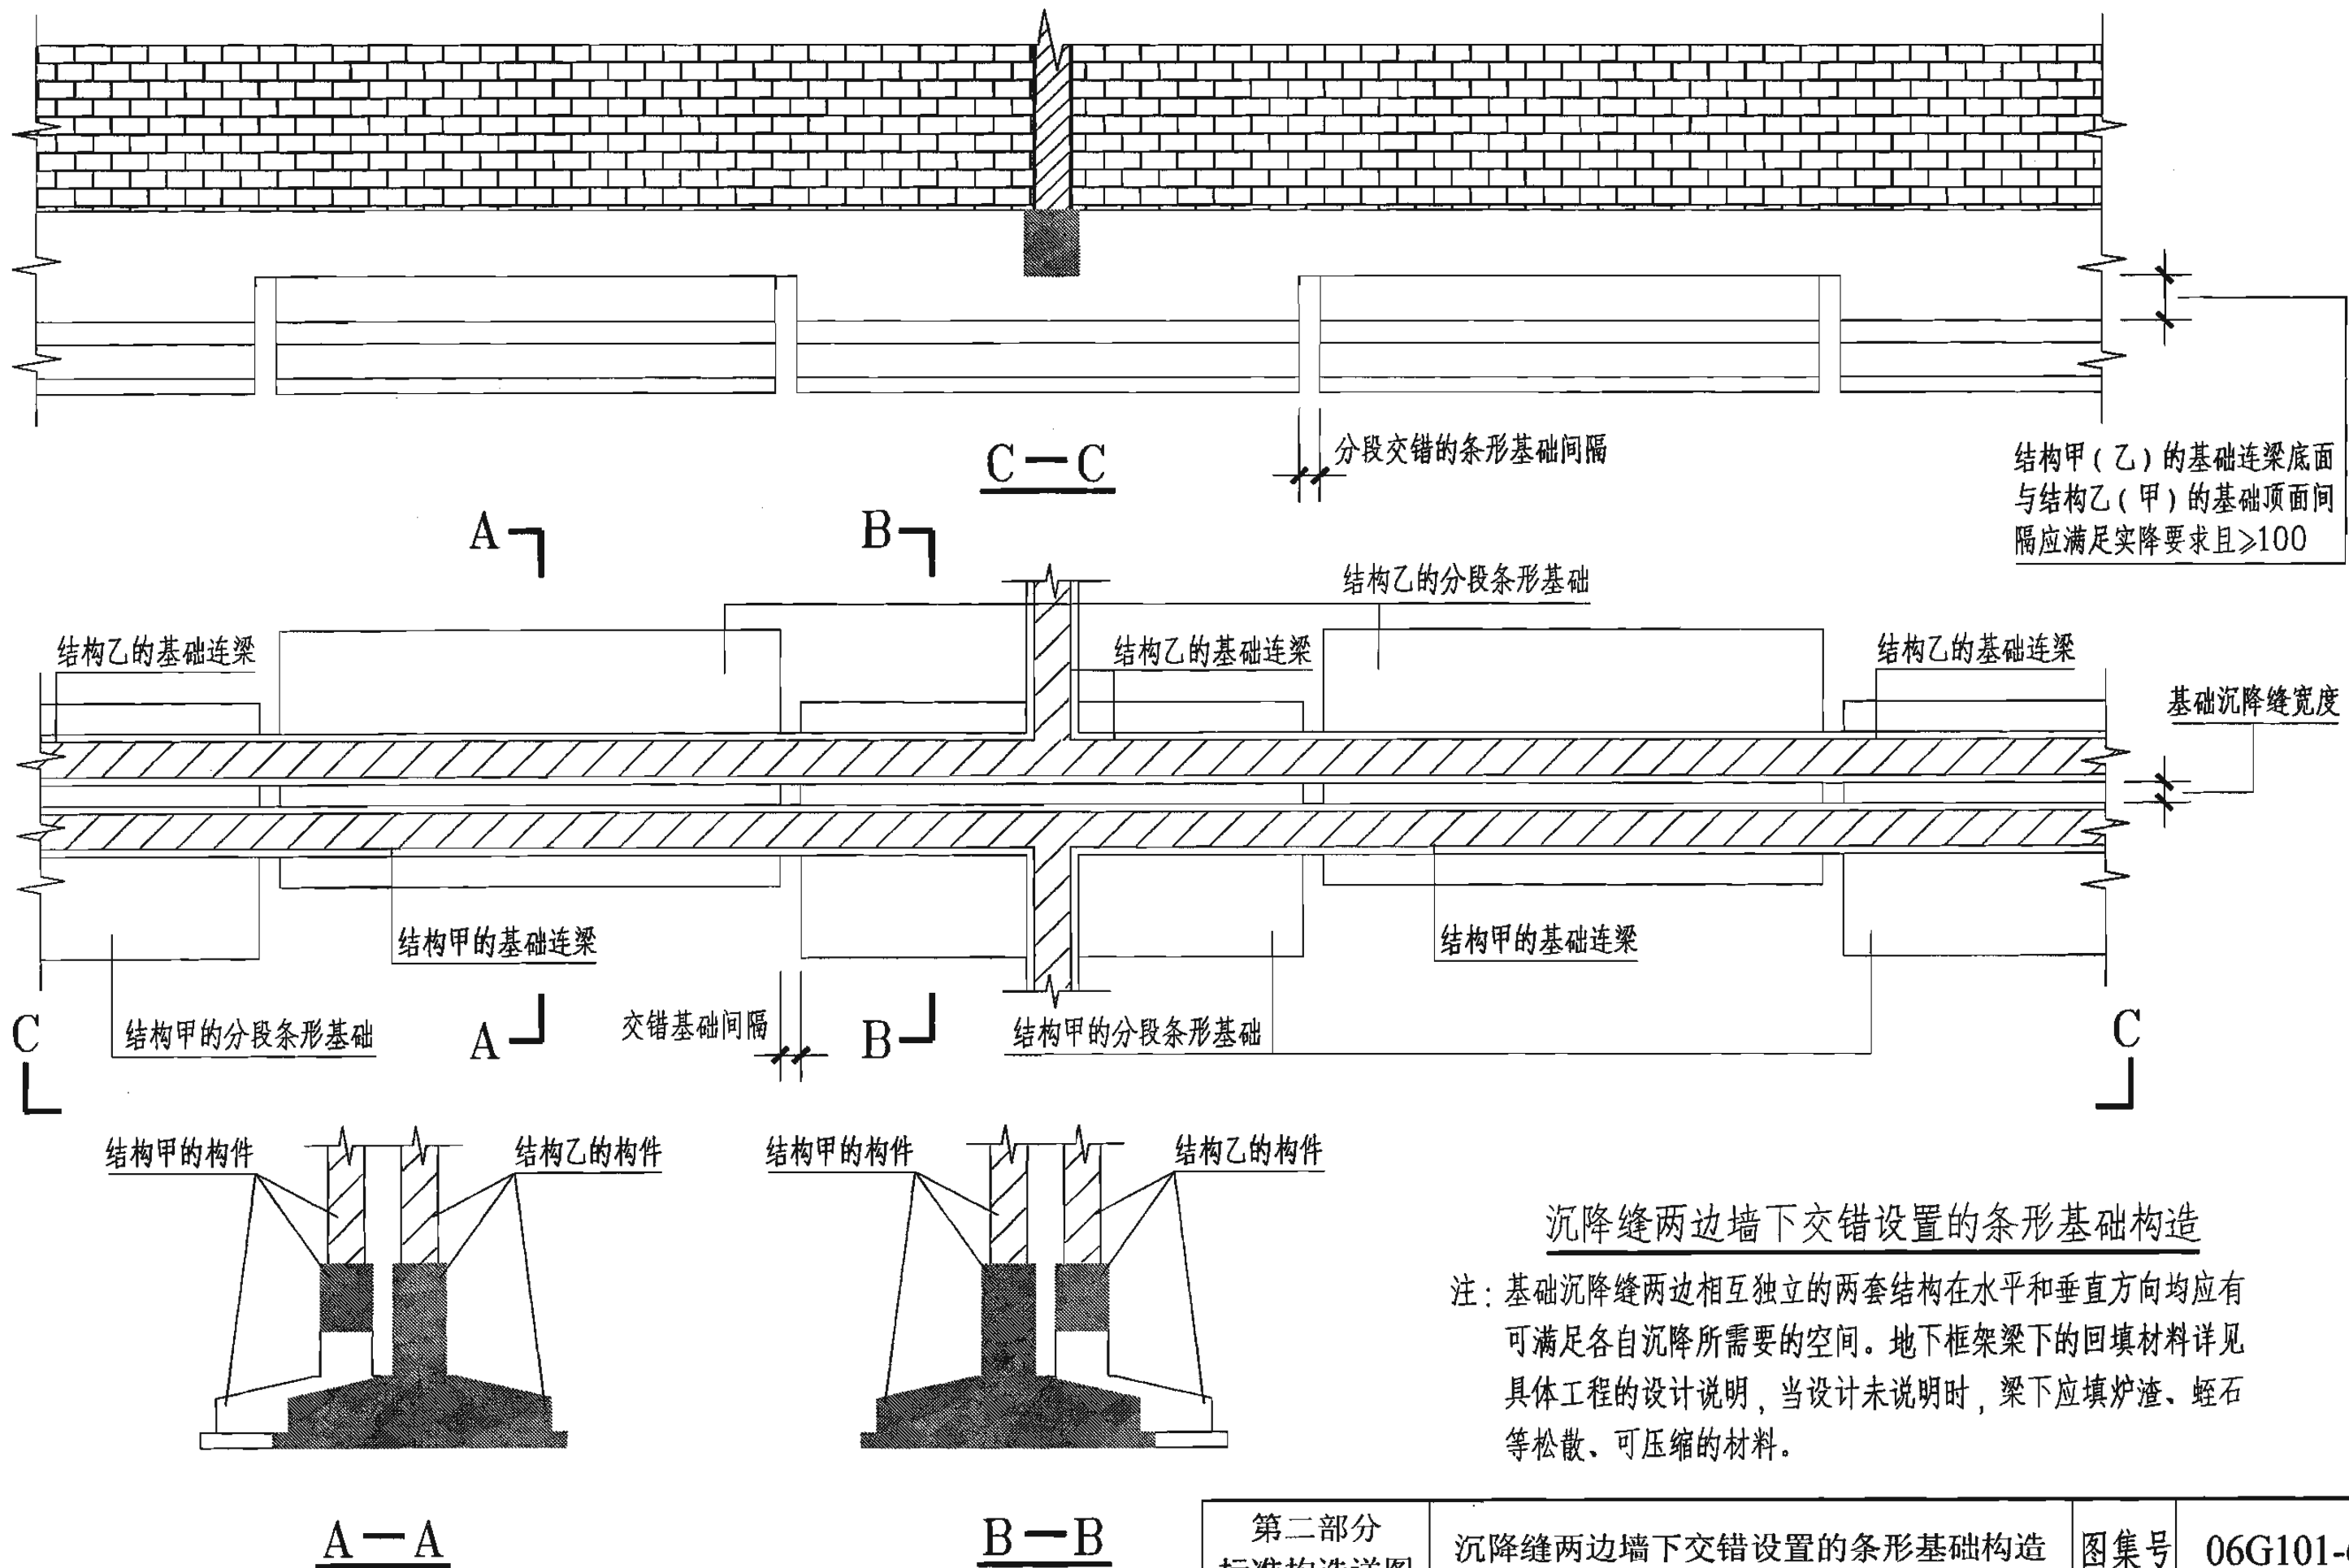 C—C
分段交错的条形基础间隔
结构甲(乙)的基础连梁底面
与结构乙(甲)的基础顶面间
隔应满足实降要求且≥100
A
B
结构乙的分段条形基础
结构乙的基础连梁
结构乙的基础连梁
结构乙的基础连梁
基础沉降缝宽度
结构甲的基础连梁
结构甲的基础连梁
C
结构甲的分段条形基础
A
交错基础间隔
B
结构甲的分段条形基础
C
结构甲的构件
结构乙的构件
结构甲的构件
结构乙的构件
沉降缝两边墙下交错设置的条形基础构造
注:基础沉降缝两边相互独立的两套结构在水平和垂直方向均应有
可满足各自沉降所需要的空间。地下框架梁下的回填材料详见
具体工程的设计说明,当设计未说明时,梁下应填炉渣、蛭石
等松散、可压缩的材料。
A—A
B—B
第二部分
标准构造详图
沉降缝两边墙下交错设置的条形基础构造
图集号
06G101-